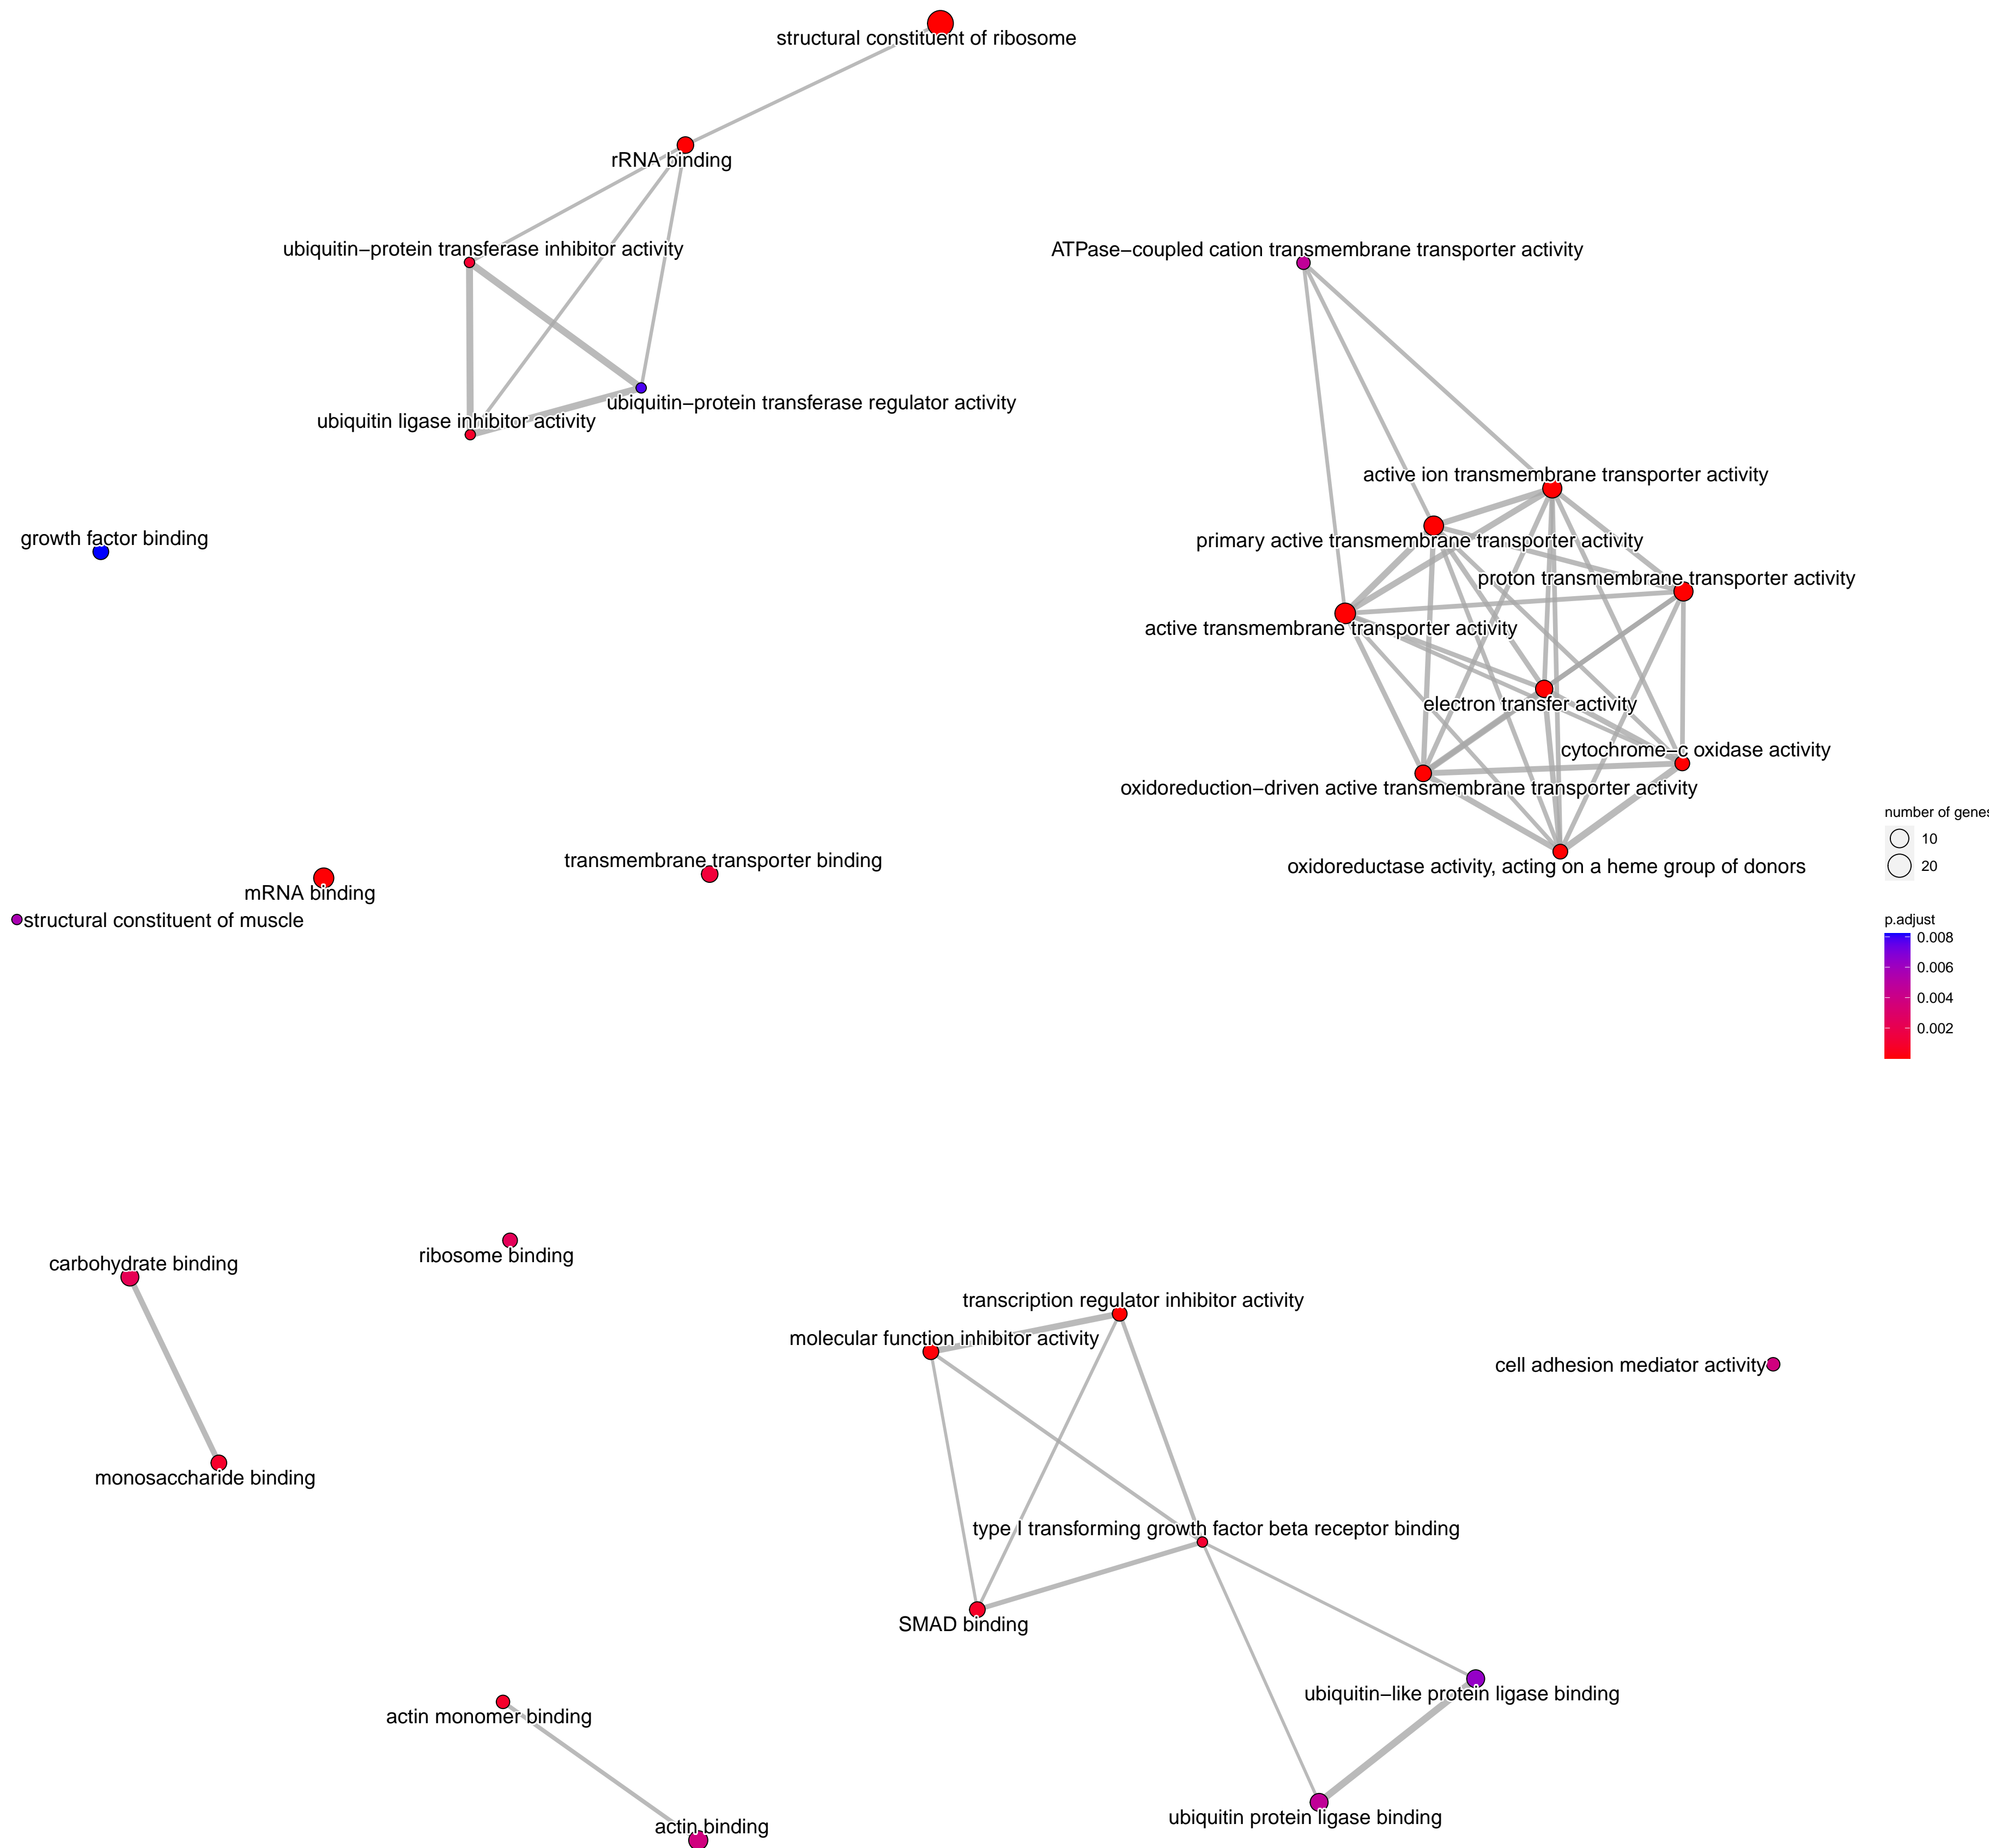 structural constituent of ribosome
rRNA binding
ubiquitin−protein transferase inhibitor activity
ATPase−coupled cation transmembrane transporter activity
ubiquitin−protein transferase regulator activity
ubiquitin ligase inhibitor activity
active ion transmembrane transporter activity
growth factor binding
primary active transmembrane transporter activity
proton transmembrane transporter activity
active transmembrane transporter activity
electron transfer activity
cytochrome−c oxidase activity
oxidoreduction−driven active transmembrane transporter activity
number of genes
10
20
transmembrane transporter binding
oxidoreductase activity, acting on a heme group of donors
mRNA binding
structural constituent of muscle
p.adjust
0.008
0.006
0.004
0.002
ribosome binding
carbohydrate binding
transcription regulator inhibitor activity
molecular function inhibitor activity
cell adhesion mediator activity
monosaccharide binding
type I transforming growth factor beta receptor binding
SMAD binding
ubiquitin−like protein ligase binding
actin monomer binding
ubiquitin protein ligase binding
actin binding